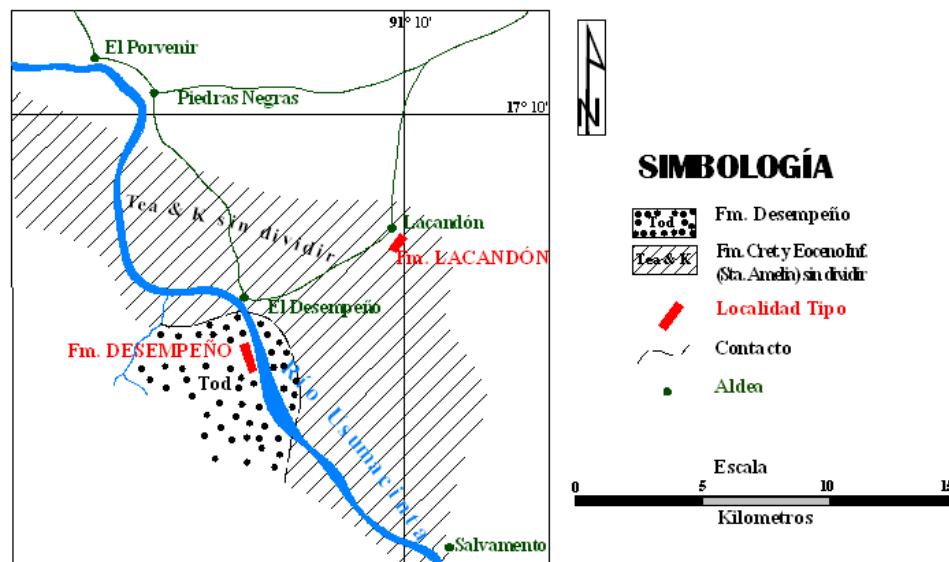 91° 10'
El Porvenir
Piedras Negras
17° 10'
Tea & K sin dividir
Lacandón
Fm. LACANDÓN
El Desempeño
Fm. DESEMPEÑO
Tod
Río Usumacinta
Salvamento
N
SIMBOLOGÍA
Tod
Fm. Desempeño
Tea & K
Fm. Cret y Eoceno Inf.
(Sta. Amelia) sin dividir
Localidad Tipo
Contacto
Aldea
Escala
0 5 10 15
Kilometros